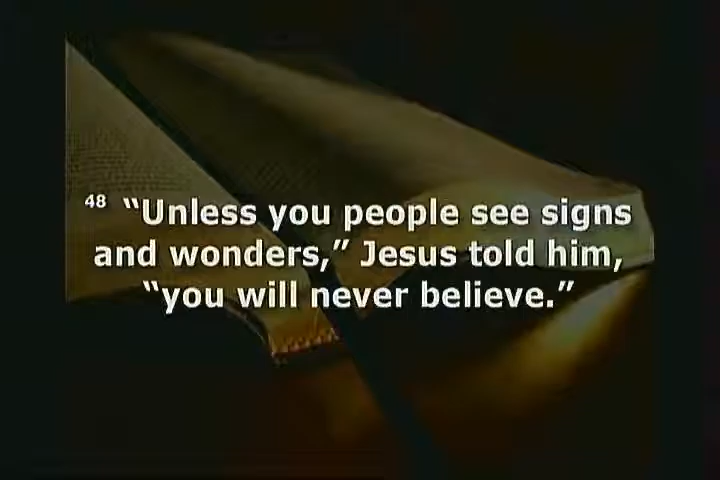 48 “Unless you people see signs
and wonders,” Jesus told him,
“you will never believe.”